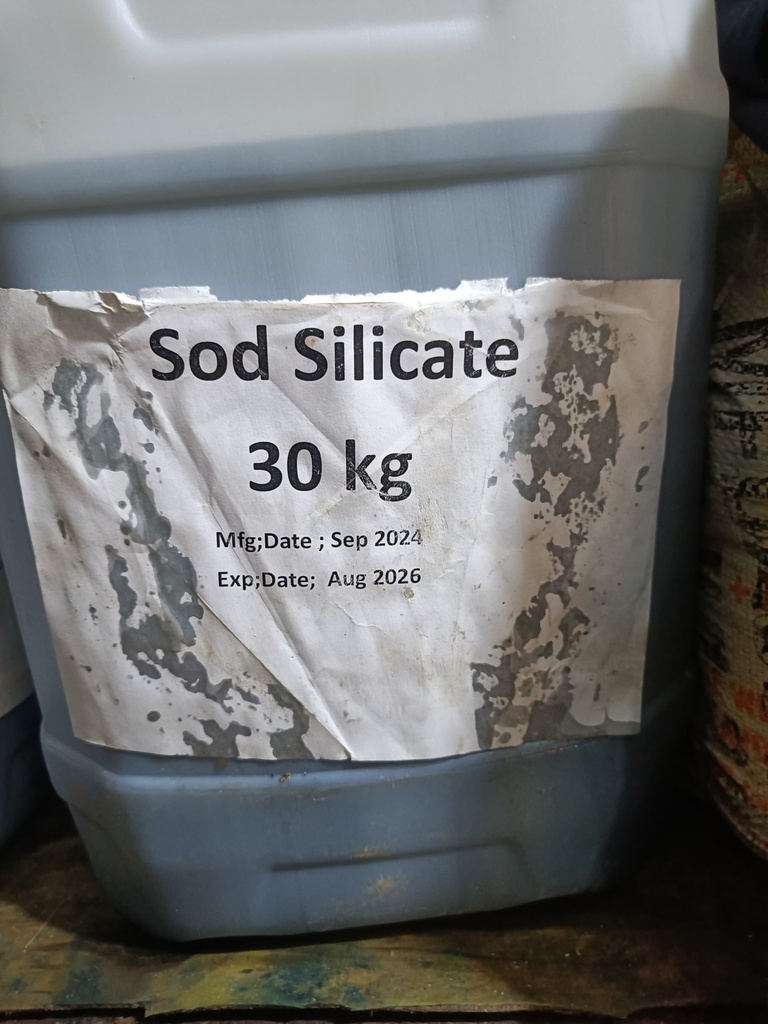 Sod Silicate
30 kg
Mfg;Date ; Sep 2024
Exp;Date; Aug 2026